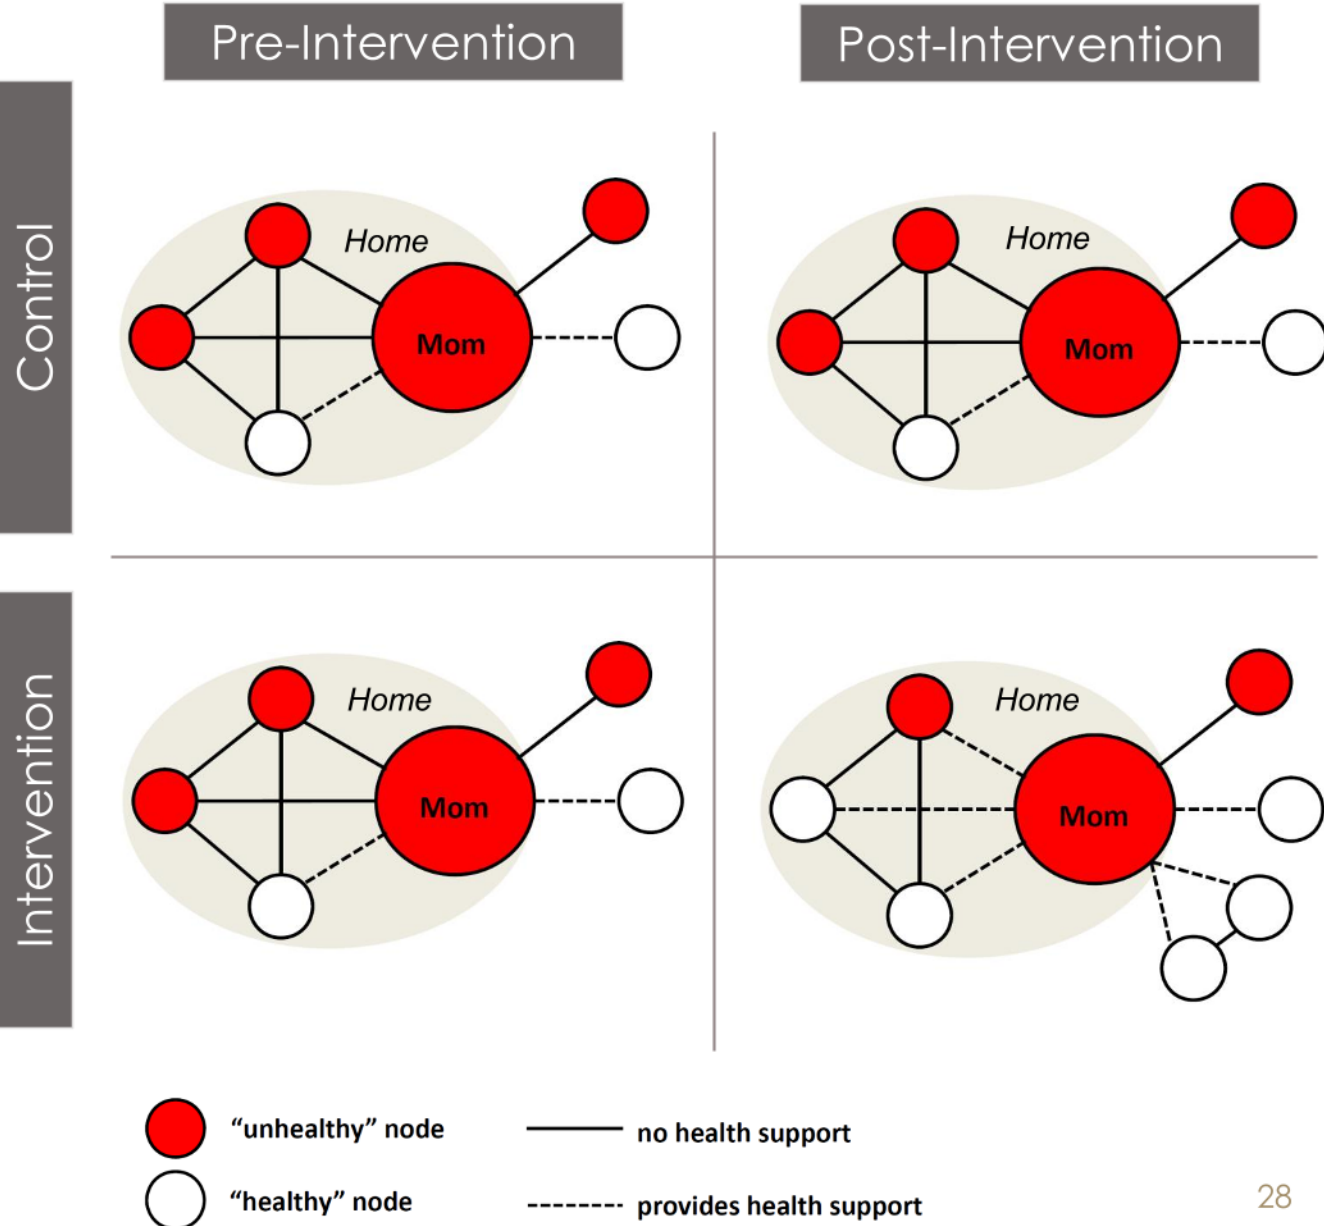 Pre-Intervention
Post-Intervention
Control
Home
Mom
Home
Mom
Intervention
Home
Mom
Home
Mom
“unhealthy” node
no health support
“healthy” node
provides health support
28